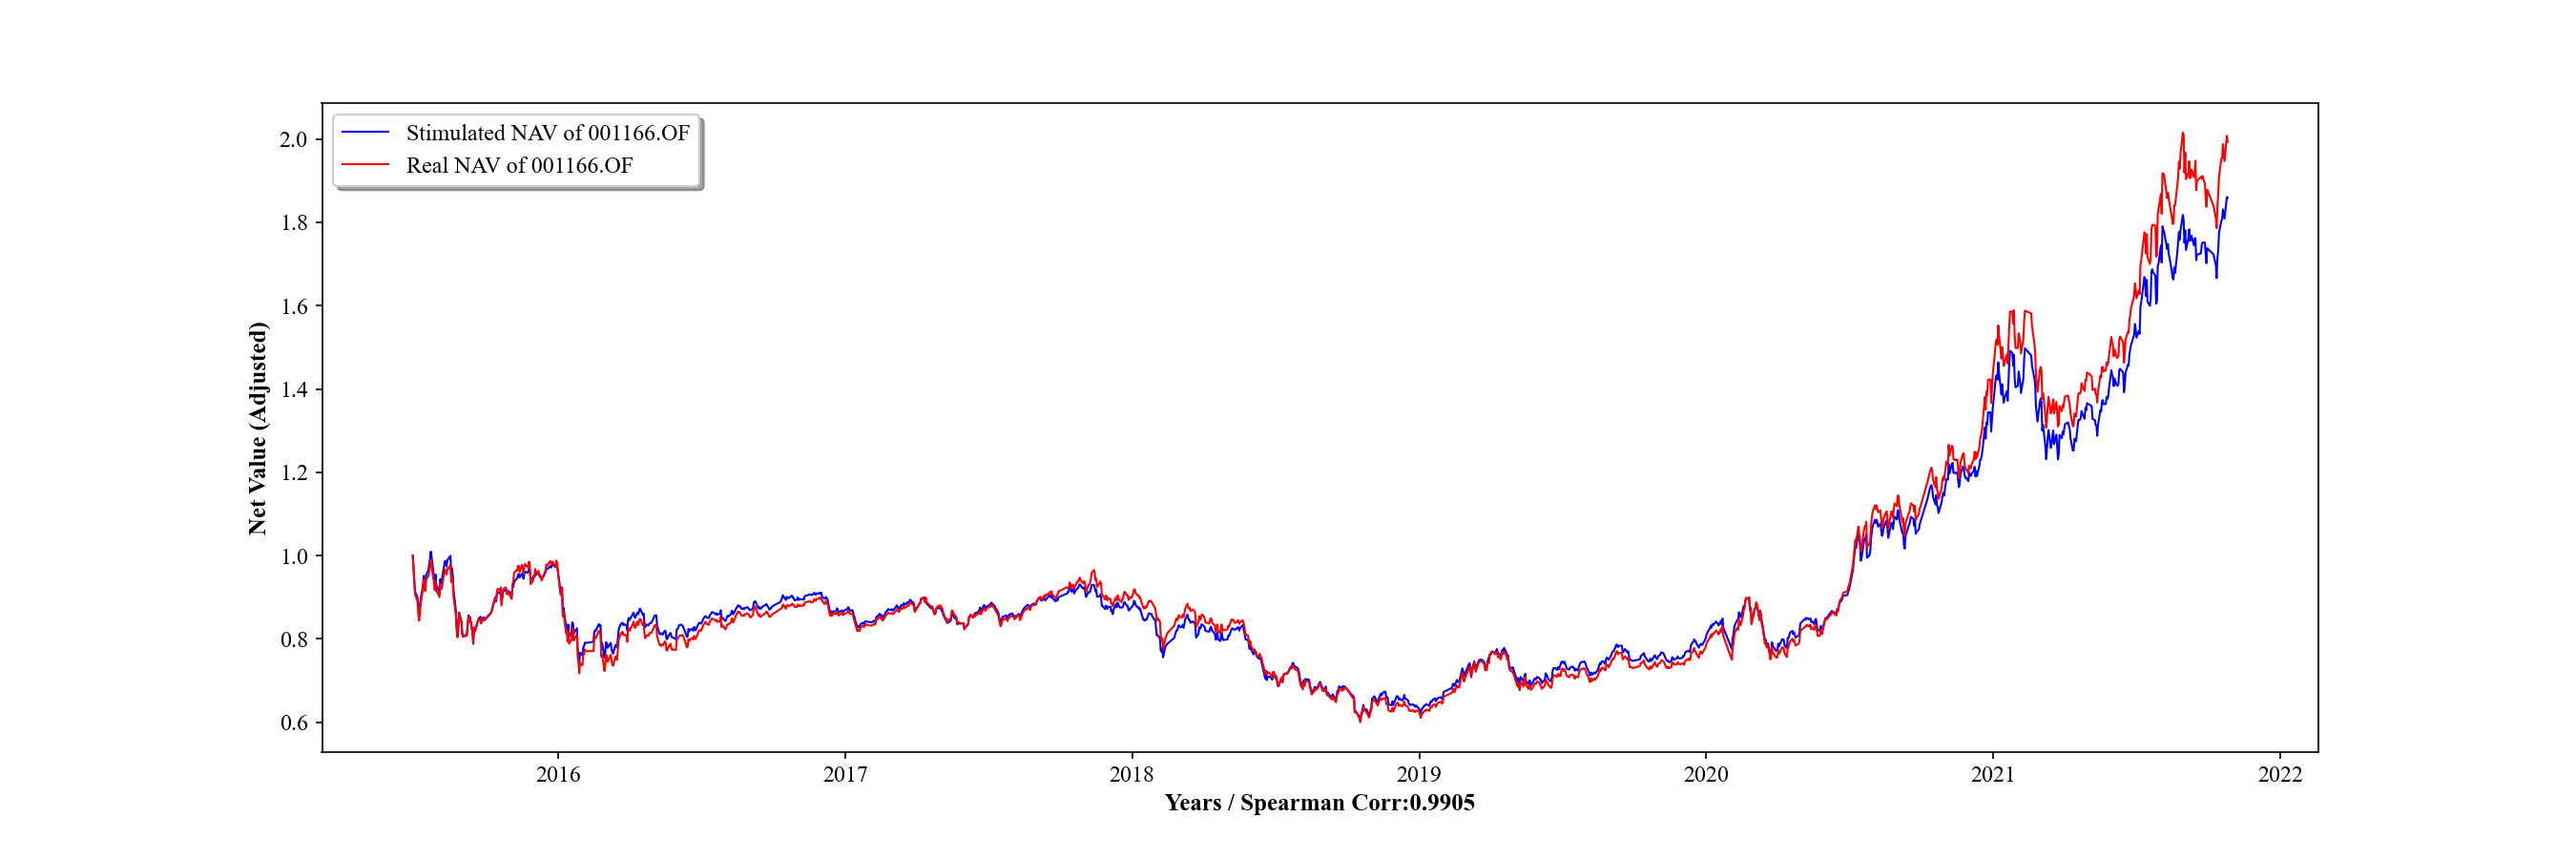 Stimulated NAV of 001166.OF
Real NAV of 001166.OF
Net Value (Adjusted)
2.0
1.8
1.6
1.4
1.2
1.0
0.8
0.6
2016 2017 2018 2019 2020 2021 2022
Years / Spearman Corr:0.9905